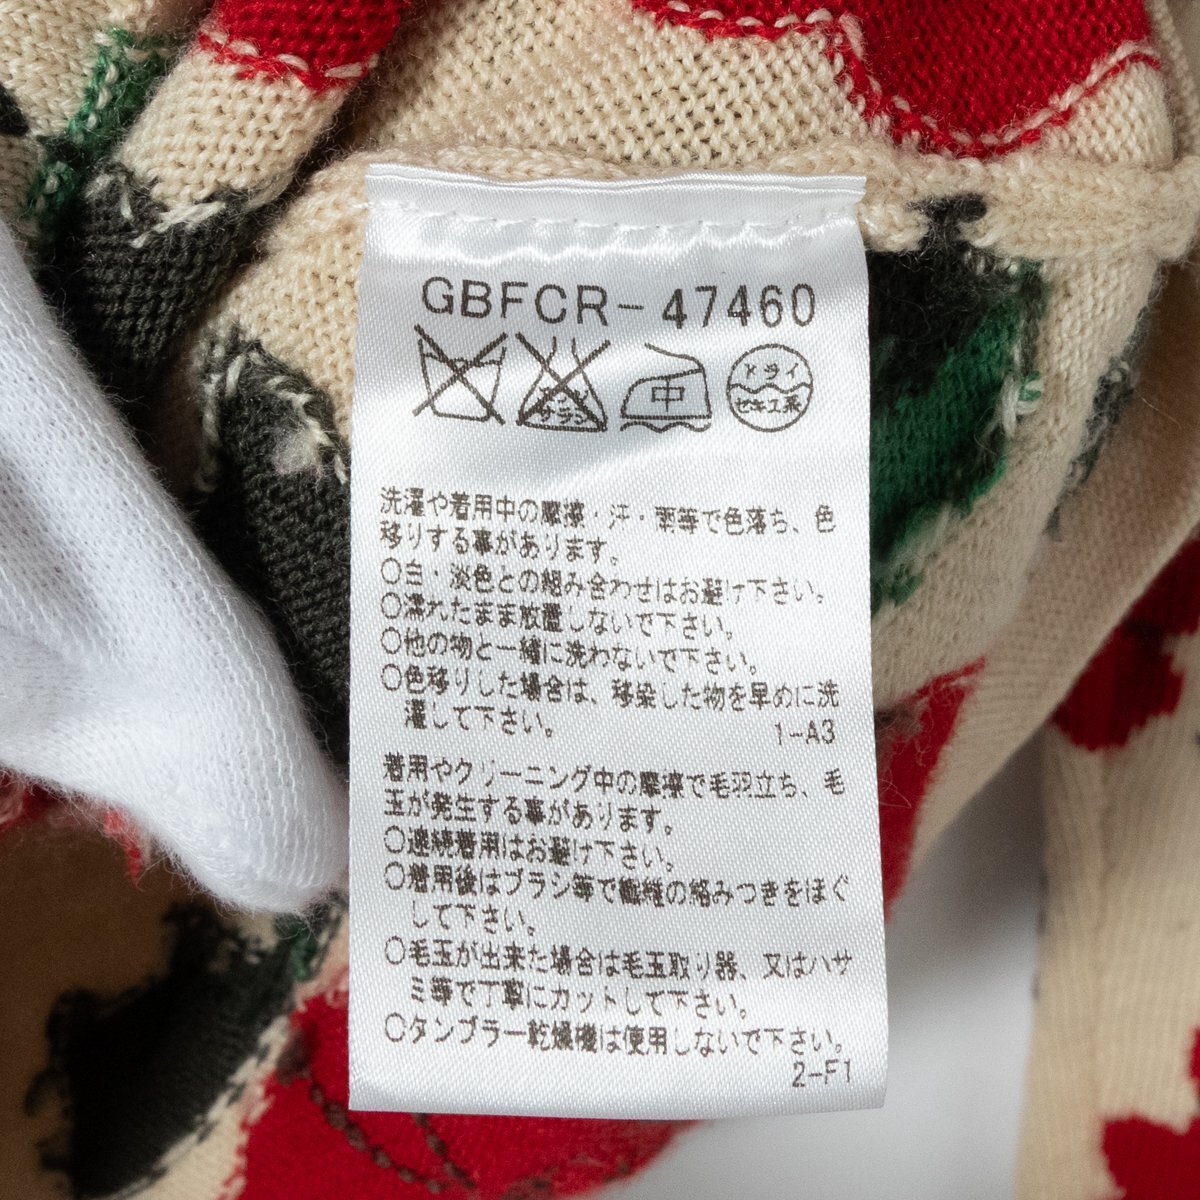 GBFCR-47460
エンソサラシ 中 ドライ
セキユ系
洗濯や着用中の摩擦・汗・雨等で色落ち、色
移りする事があります。
○白・淡色との組み合わせはお避け下さい。
○濡れたまま放置しないで下さい。
○他の物と一緒に洗わないで下さい。
○色移りした場合は、移染した物を早めに洗
濯して下さい。
1-A3
着用やクリーニング中の摩擦で毛羽立ち、毛
玉が発生する事があります。
○連続着用はお避け下さい。
○着用後はブラシ等で繊維の絡みつきをほぐ
して下さい。
○毛玉が出来た場合は毛玉取り器、又はハサ
ミ等で丁寧にカットして下さい。
○タンブラー乾燥機は使用しないで下さい。
2-F1